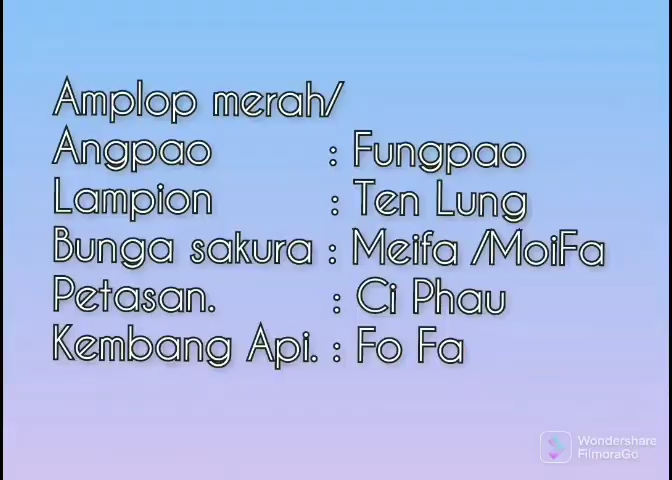 Amplop merah/
Angpao : Fungpao
Lampion : Ten Lung
Bunga sakura : Meifa /MoiFa
Petasan. : Ci Phau
Kembang Api. : Fo Fa
Wondershare
FilmoraGo